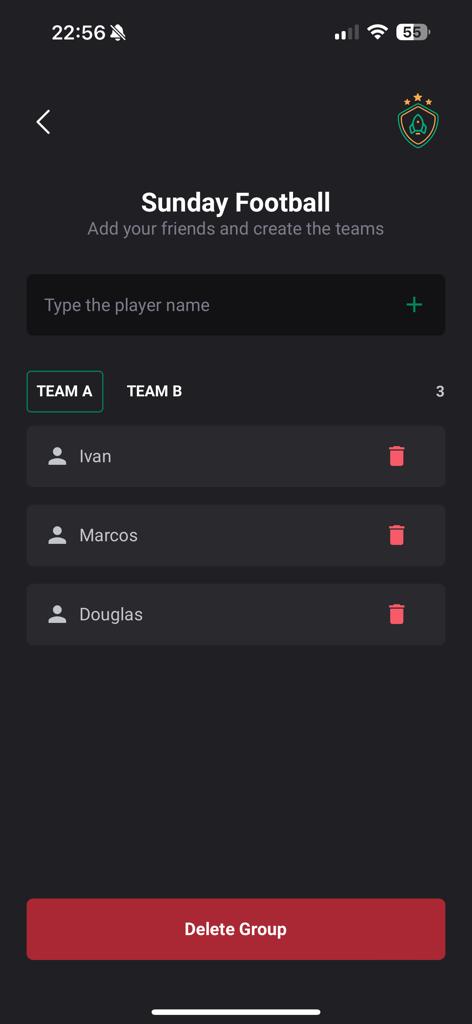 22:56
55
Sunday Football
Add your friends and create the teams
Type the player name
TEAM A TEAM B 3
Ivan
Marcos
Douglas
Delete Group